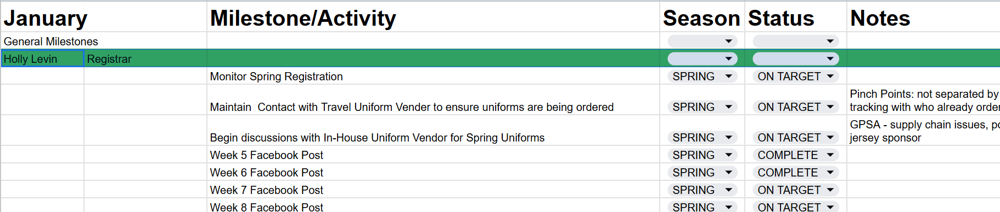 January Milestone/Activity Season Status Notes
General Milestones
Holly Levin Registrar
Monitor Spring Registration SPRING ON TARGET
Pinch Points: not separated by
Maintain  Contact with Travel Uniform Vender to ensure uniforms are being ordered SPRING ON TARGET tracking with who already order
GPSA - supply chain issues, po
Begin discussions with In-House Uniform Vendor for Spring Uniforms SPRING ON TARGET jersey sponsor
Week 5 Facebook Post SPRING COMPLETE
Week 6 Facebook Post SPRING COMPLETE
Week 7 Facebook Post SPRING ON TARGET
Week 8 Facebook Post SPRING ON TARGET